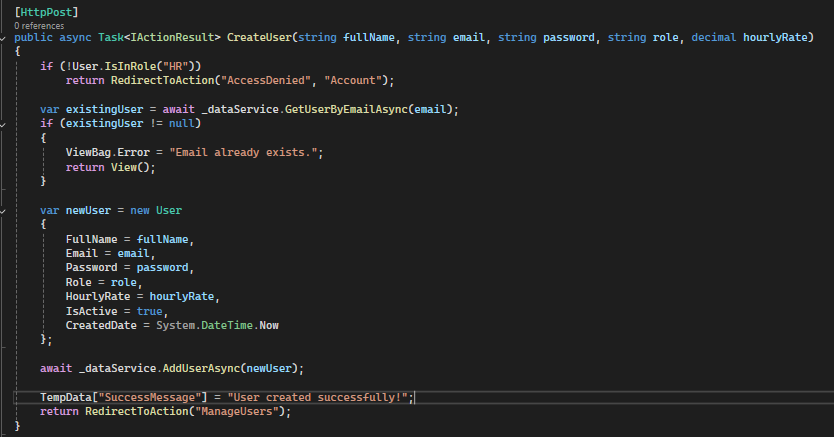 [HttpPost]
0 references
public async Task<IActionResult> CreateUser(string fullName, string email, string password, string role, decimal hourlyRate)
{
if (!User.IsInRole("HR"))
return RedirectToAction("AccessDenied", "Account");
var existingUser = await _dataService.GetUserByEmailAsync(email);
if (existingUser != null)
{
ViewBag.Error = "Email already exists.";
return View();
}
var newUser = new User
{
FullName = fullName,
Email = email,
Password = password,
Role = role,
HourlyRate = hourlyRate,
IsActive = true,
CreatedDate = System.DateTime.Now
};
await _dataService.AddUserAsync(newUser);
TempData["SuccessMessage"] = "User created successfully!";
return RedirectToAction("ManageUsers");
}